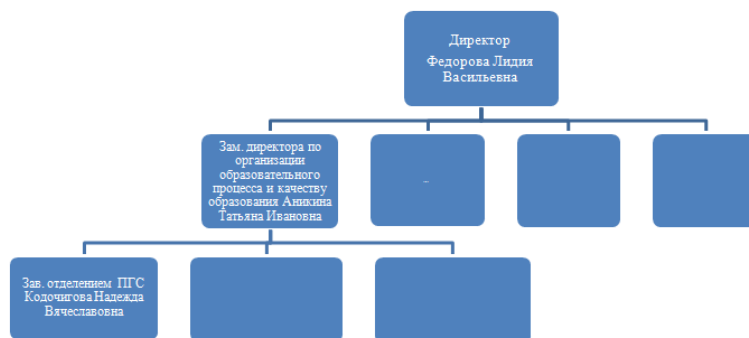 Директор
Федорова Лидия
Васильевна
Зам. директора по
организации
образовательного
процесса и качеству
образования Аникина
Татьяна Ивановна
–
Зав. отделением ПГС
Кодочигова Надежда
Вячеславовна